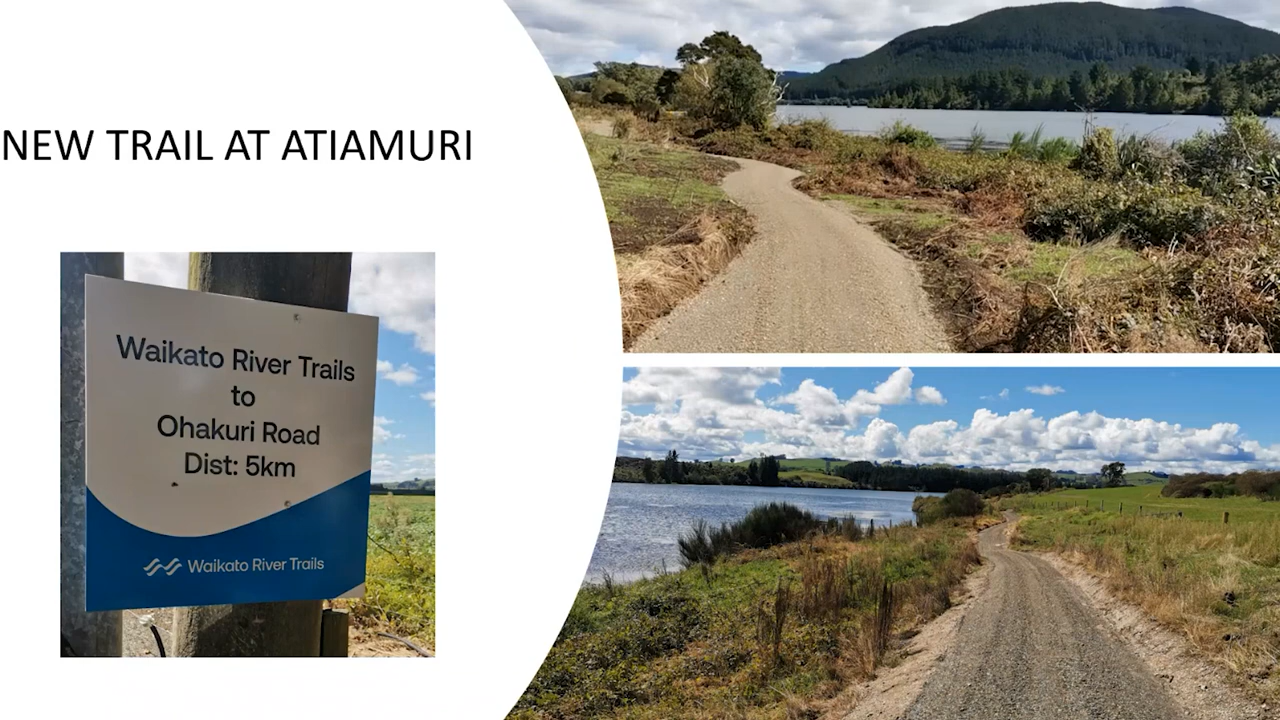 NEW TRAIL AT ATIAMURI
Waikato River Trails
to
Ohakuri Road
Dist: 5km
Waikato River Trails